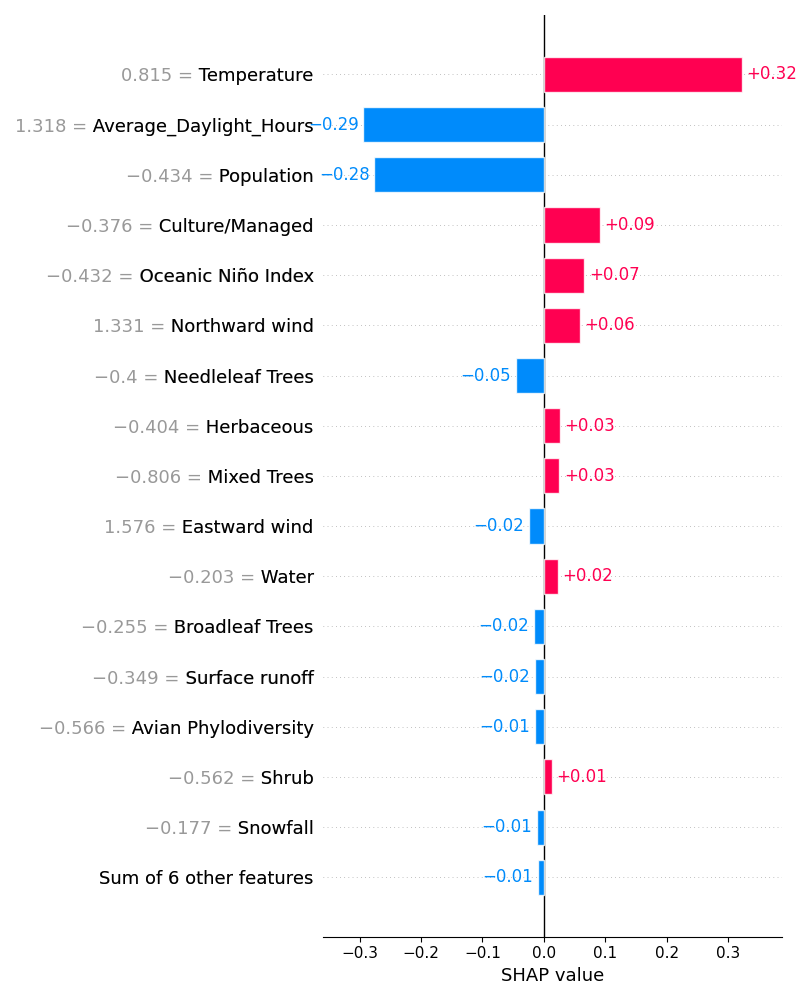 0.815 = Temperature +0.32
1.318 = Average_Daylight_Hours −0.29
−0.434 = Population −0.28
−0.376 = Culture/Managed +0.09
−0.432 = Oceanic Niño Index +0.07
1.331 = Northward wind +0.06
−0.4 = Needleleaf Trees −0.05
−0.404 = Herbaceous +0.03
−0.806 = Mixed Trees +0.03
1.576 = Eastward wind −0.02
−0.203 = Water +0.02
−0.255 = Broadleaf Trees −0.02
−0.349 = Surface runoff −0.02
−0.566 = Avian Phylodiversity −0.01
−0.562 = Shrub +0.01
−0.177 = Snowfall −0.01
Sum of 6 other features −0.01
−0.3 −0.2 −0.1 0.0 0.1 0.2 0.3
SHAP value